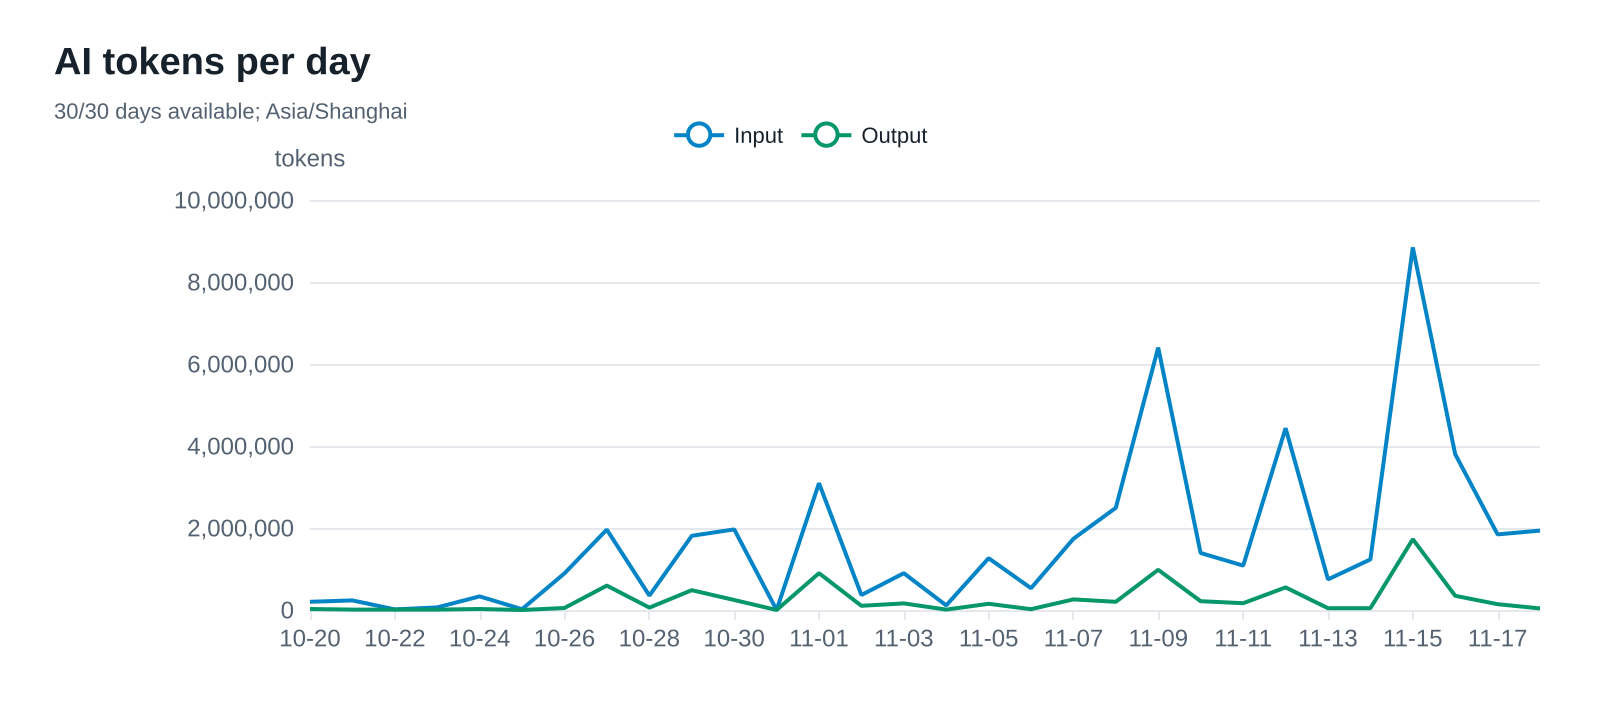 AI tokens per day
30/30 days available; Asia/Shanghai
Input Output
tokens
10,000,000
8,000,000
6,000,000
4,000,000
2,000,000
0
10-20 10-22 10-24 10-26 10-28 10-30 11-01 11-03 11-05 11-07 11-09 11-11 11-13 11-15 11-17